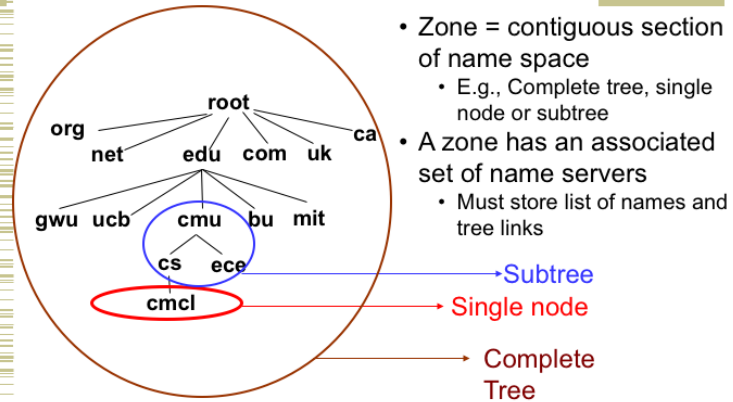 root
org
net
edu
com
uk
ca
gwu
ucb
cmu
bu
mit
cs
ece
cmcl
• Zone = contiguous section
of name space
• E.g., Complete tree, single
node or subtree
• A zone has an associated
set of name servers
• Must store list of names and
tree links
Subtree
Single node
Complete
Tree